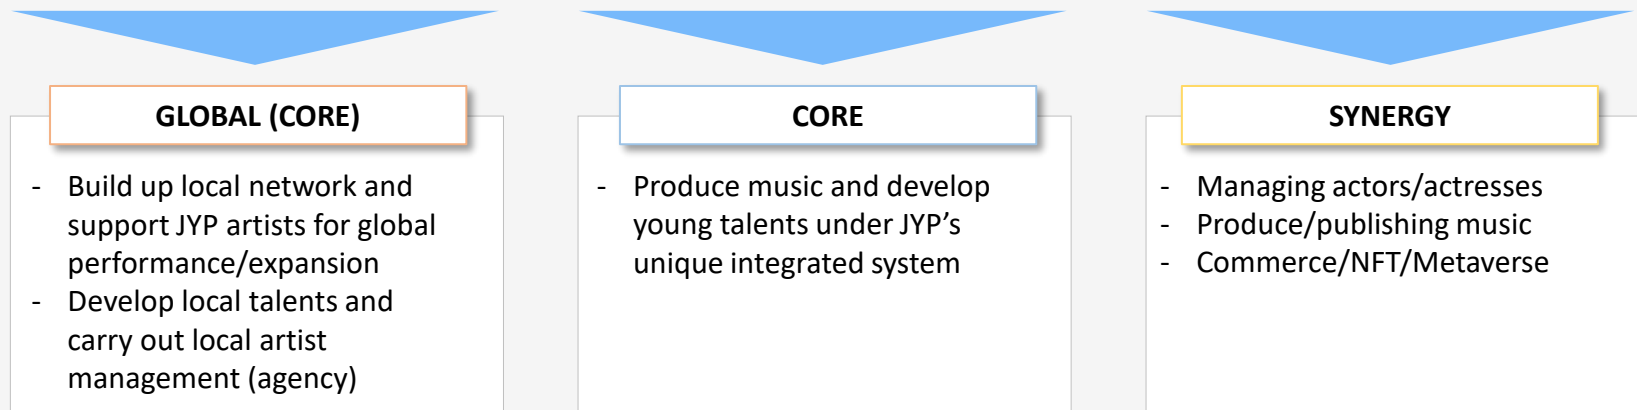 GLOBAL (CORE)
- Build up local network and
support JYP artists for global
performance/expansion
- Develop local talents and
carry out local artist
management (agency)
CORE
- Produce music and develop
young talents under JYP’s
unique integrated system
SYNERGY
- Managing actors/actresses
- Produce/publishing music
- Commerce/NFT/Metaverse